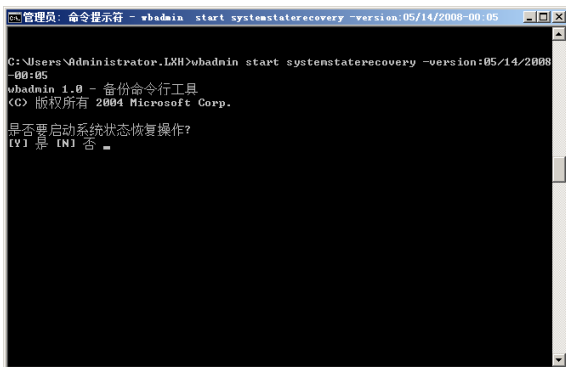 管理员: 命令提示符 - wbadmin  start systemstaterecovery -version:05/14/2008-00:05
C:\Users\Administrator.LXH>wbadmin start systemstaterecovery -version:05/14/2008
-00:05
wbadmin 1.0 - 备份命令行工具
(C) 版权所有 2004 Microsoft Corp.
是否要启动系统状态恢复操作?
[Y] 是 [N] 否